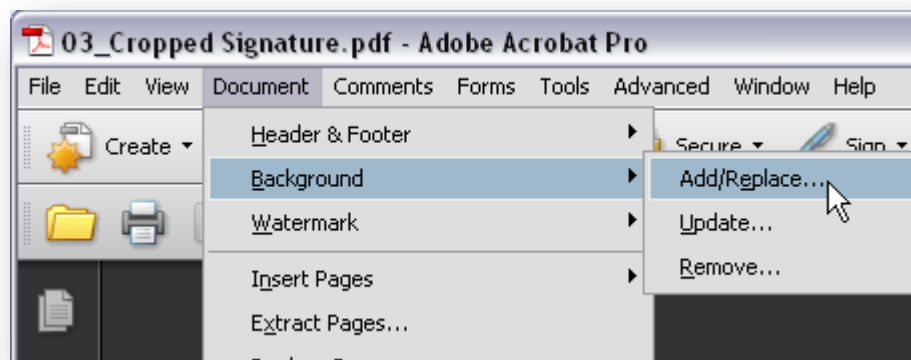 03_Cropped Signature.pdf - Adobe Acrobat Pro
File Edit View Document Comments Forms Tools Advanced Window Help
Create Header & Footer Secure Sign
Background Add/Replace...
Watermark Update...
Remove...
Insert Pages
Extract Pages...